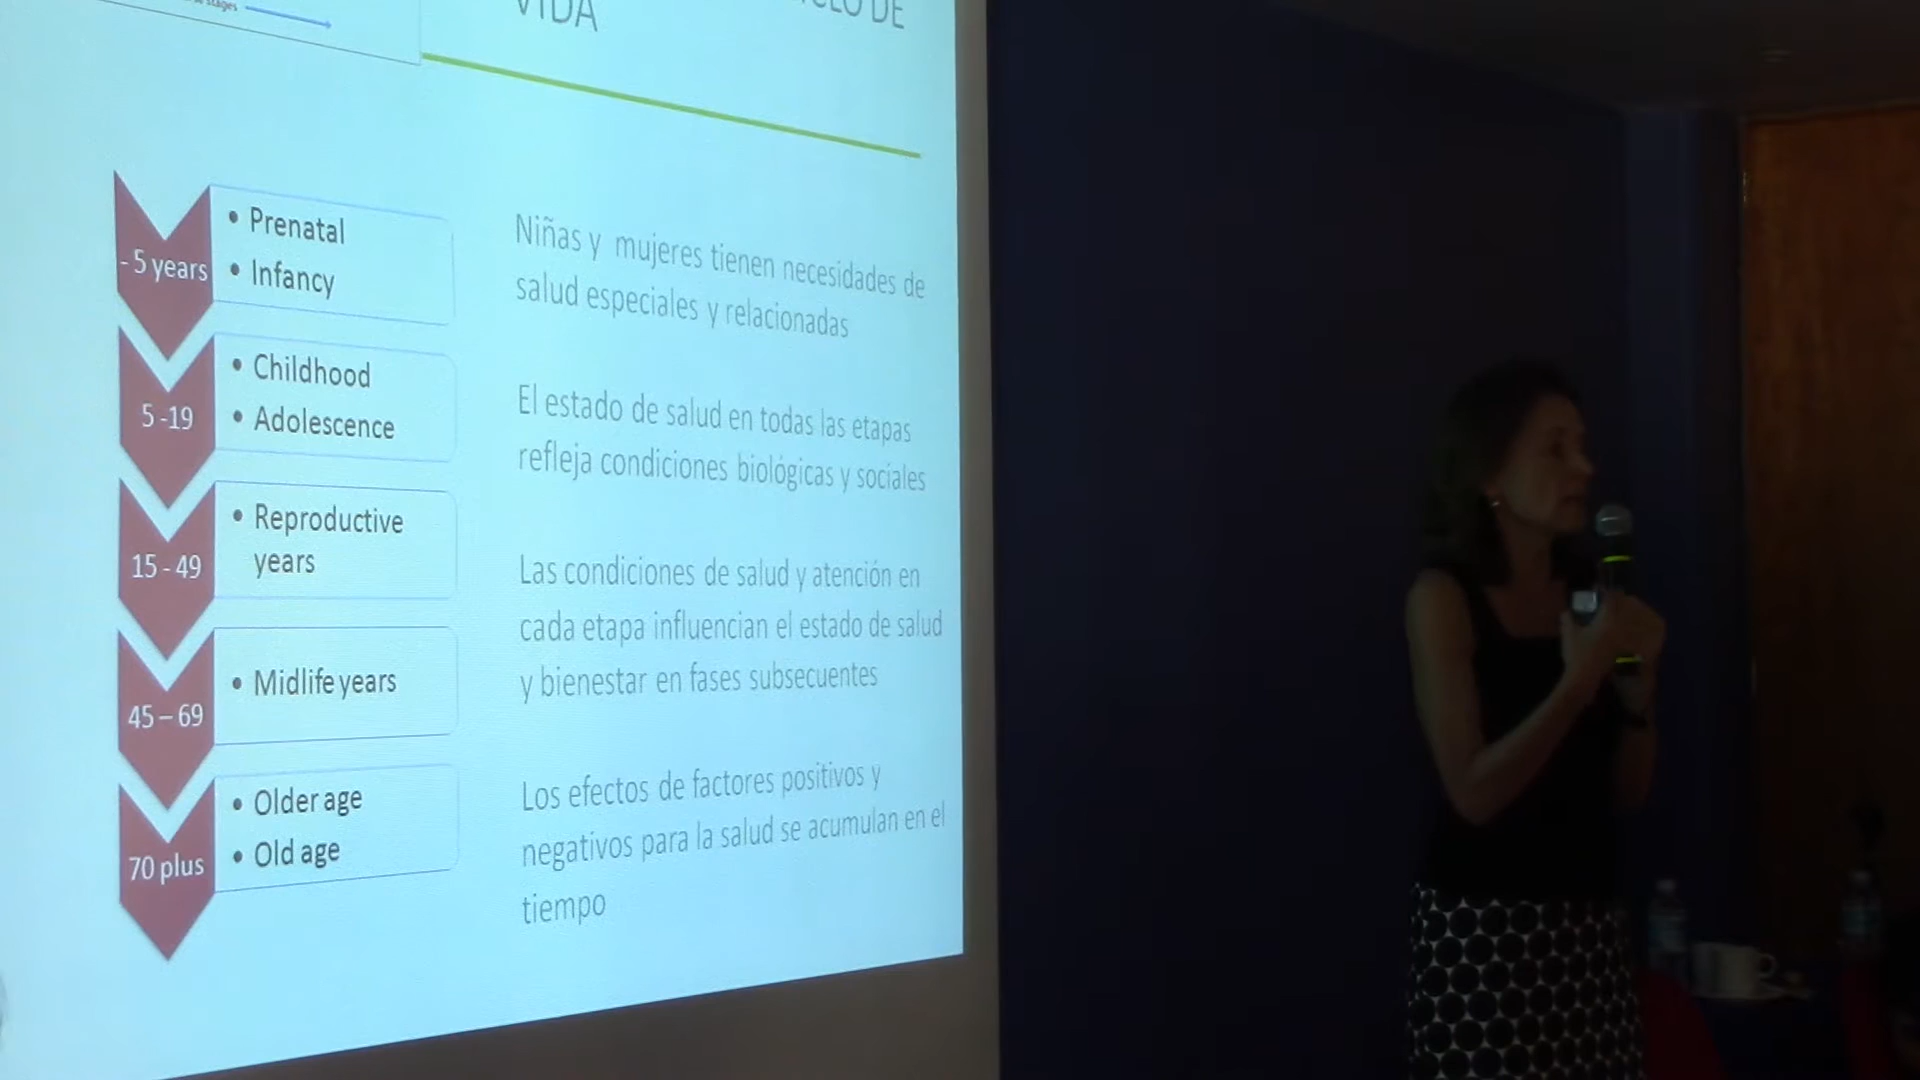 stages
CICLO DE
VIDA
- 5 years
• Prenatal
• Infancy
5 -19
• Childhood
• Adolescence
15 - 49
• Reproductive
years
45 – 69
• Midlife years
70 plus
• Older age
• Old age
Niñas y mujeres tienen necesidades de
salud especiales y relacionadas
El estado de salud en todas las etapas
refleja condiciones biológicas y sociales
Las condiciones de salud y atención en
cada etapa influencian el estado de salud
y bienestar en fases subsecuentes
Los efectos de factores positivos y
negativos para la salud se acumulan en el
tiempo